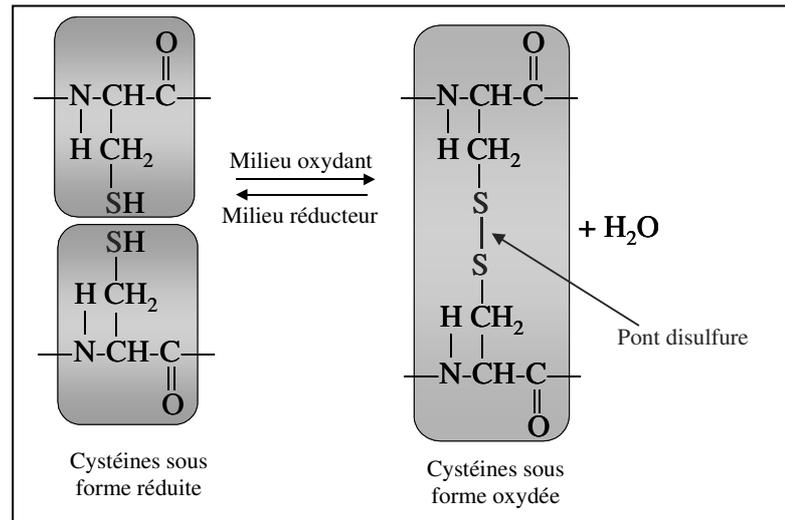 O
N-CH-C
H CH₂
SH
SH
H CH₂
N-CH-C
O
Cystéines sous
forme réduite
Milieu oxydant
Milieu réducteur
O
N-CH-C
H CH₂
S
S
H CH₂
N-CH-C
O
Cystéines sous
forme oxydée
+ H₂O
Pont disulfure